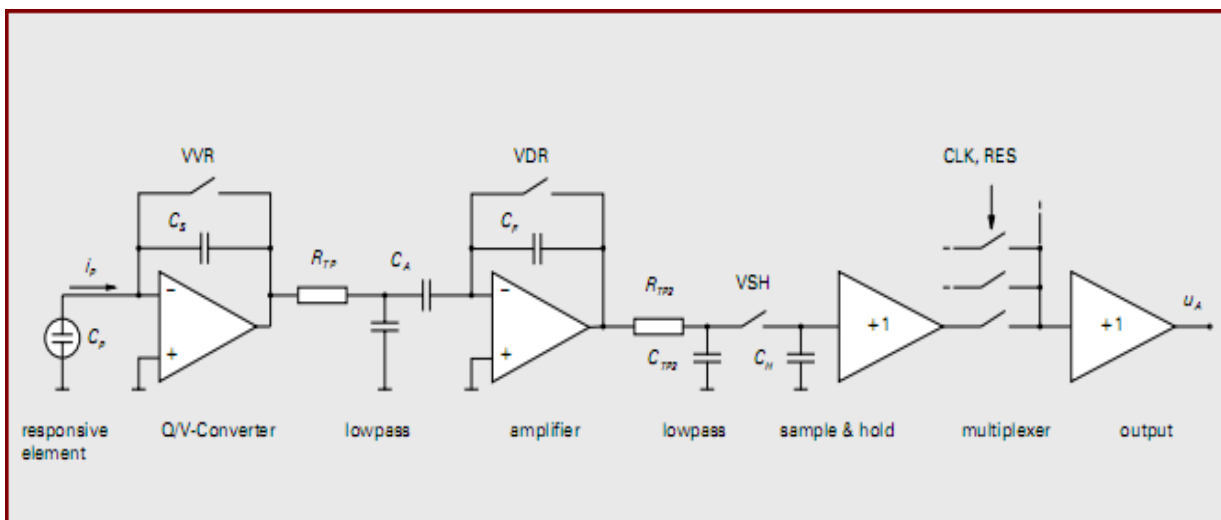 VVR
VDR
CLK, RES
C_S
C_F
i_P
R_TP
C_A
R_TP2
VSH
u_A
−
−
+1
+1
C_P
+
+
C_TP2
C_H
responsive element
Q/V-Converter
lowpass
amplifier
lowpass
sample & hold
multiplexer
output